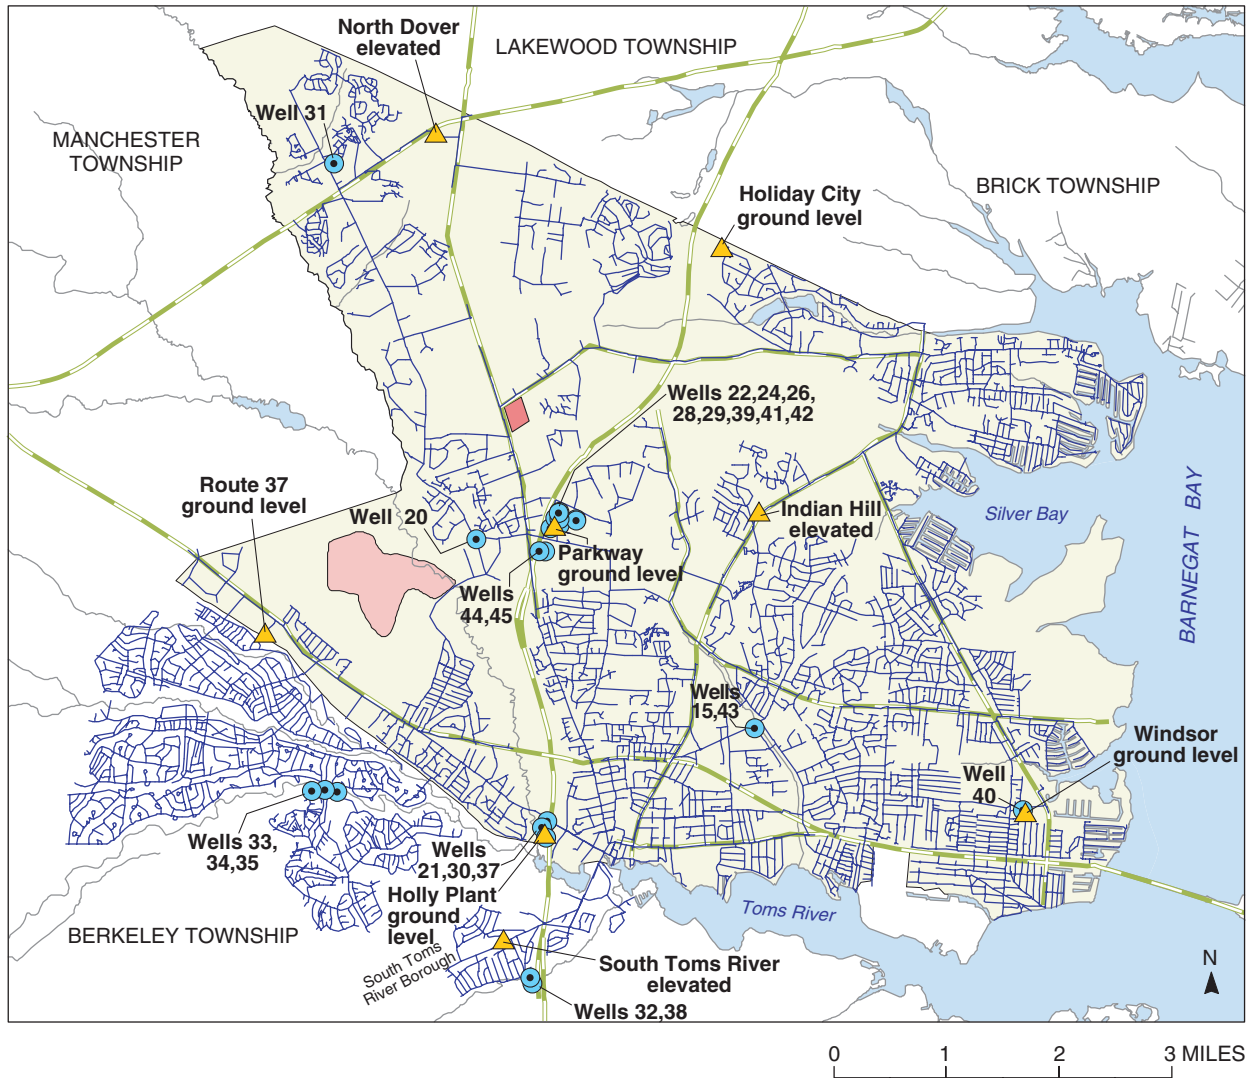 North Dover
elevated
LAKEWOOD TOWNSHIP
Well 31
MANCHESTER
TOWNSHIP
BRICK TOWNSHIP
Holiday City
ground level
Wells 22,24,26,
28,29,39,41,42
Route 37
ground level
Well 20
Indian Hill
elevated
Silver Bay
BARNEGAT BAY
Parkway
ground level
Wells
44,45
Wells
15,43
Windsor
ground level
Well
40
Wells 33,
34,35
Wells
21,30,37
Holly Plant
ground
level
Toms River
BERKELEY TOWNSHIP
South Toms
River Borough
South Toms River
elevated
N
Wells 32,38
0 1 2 3 MILES